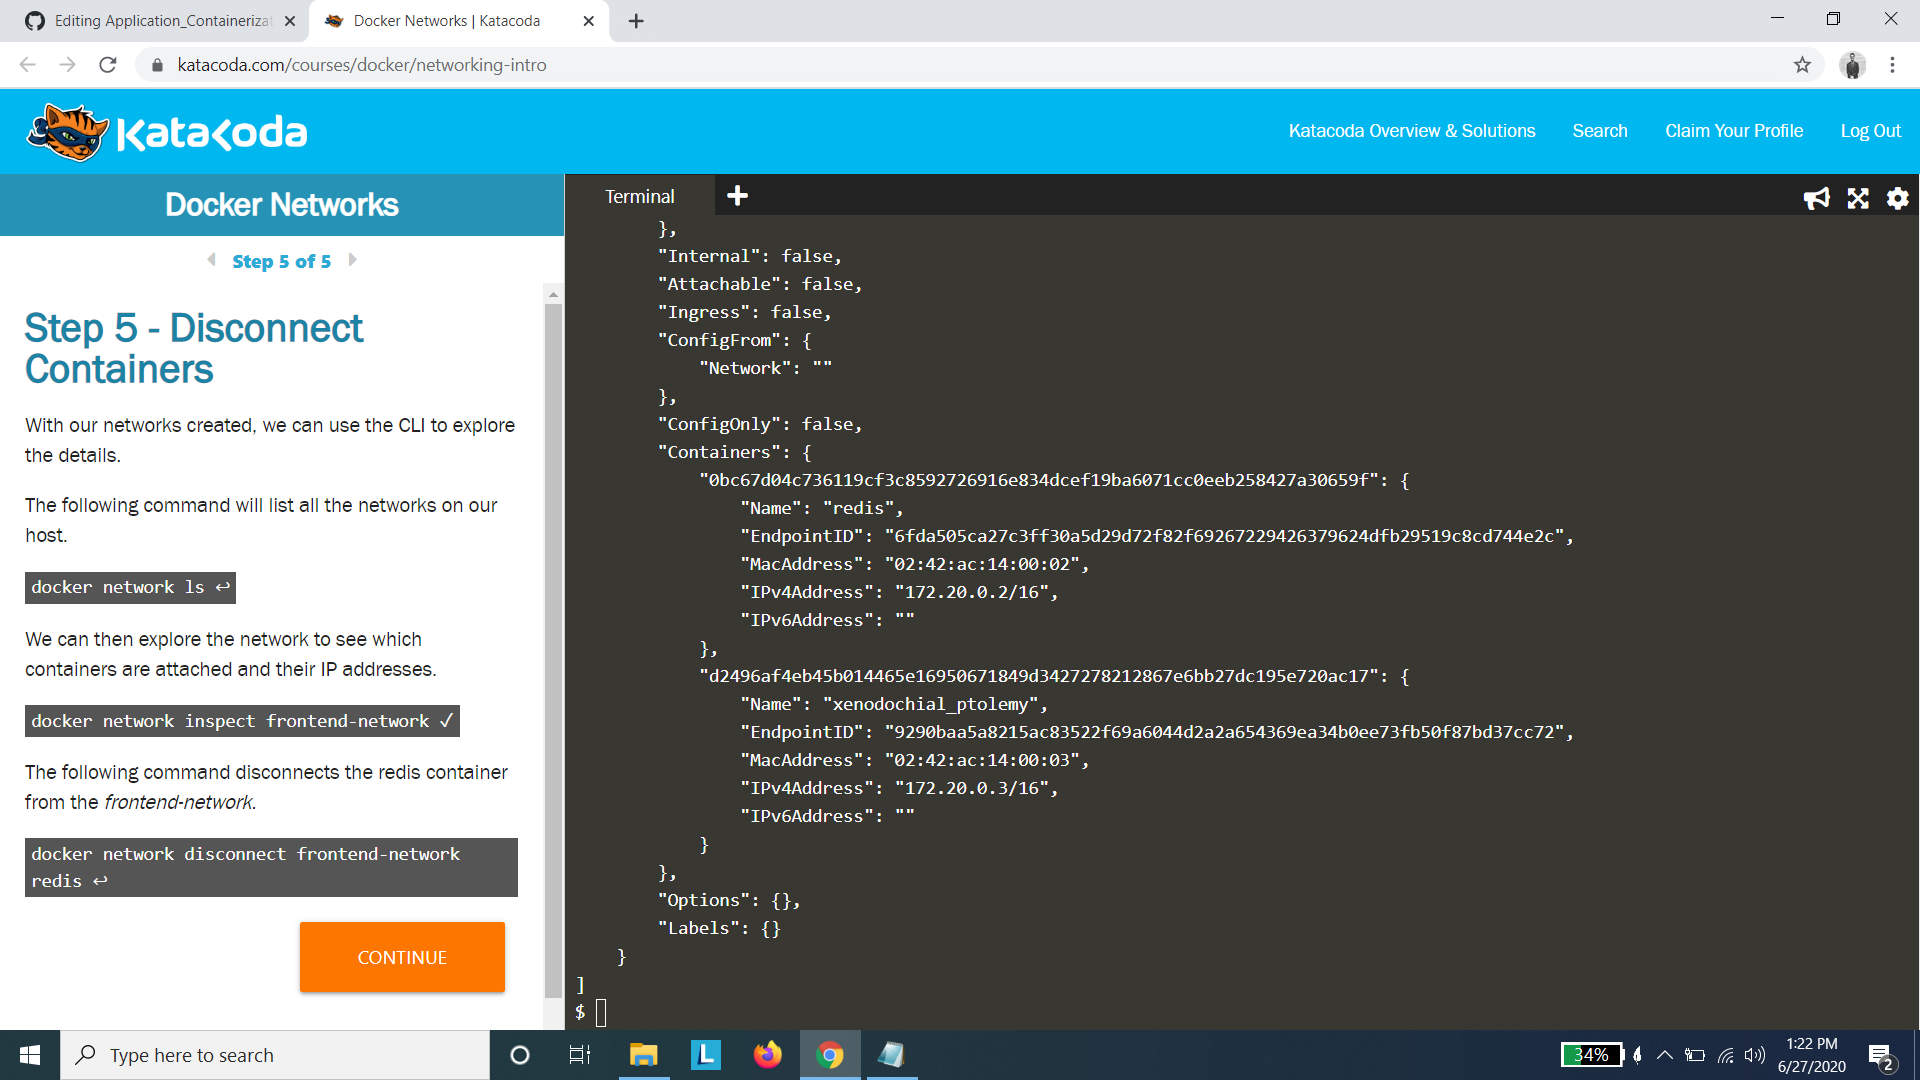 Editing Application_Containerizat
Docker Networks | Katacoda
katacoda.com/courses/docker/networking-intro
Katacoda
Katacoda Overview & Solutions
Search
Claim Your Profile
Log Out
Docker Networks
Step 5 of 5
Step 5 - Disconnect
Containers
With our networks created, we can use the CLI to explore
the details.
The following command will list all the networks on our
host.
docker network ls ↩
We can then explore the network to see which
containers are attached and their IP addresses.
docker network inspect frontend-network ✓
The following command disconnects the redis container
from the frontend-network.
docker network disconnect frontend-network
redis ↩
CONTINUE
Terminal
},
"Internal": false,
"Attachable": false,
"Ingress": false,
"ConfigFrom": {
"Network": ""
},
"ConfigOnly": false,
"Containers": {
"0bc67d04c736119cf3c8592726916e834dcef19ba6071cc0eeb258427a30659f": {
"Name": "redis",
"EndpointID": "6fda505ca27c3ff30a5d29d72f82f69267229426379624dfb29519c8cd744e2c",
"MacAddress": "02:42:ac:14:00:02",
"IPv4Address": "172.20.0.2/16",
"IPv6Address": ""
},
"d2496af4eb45b014465e16950671849d3427278212867e6bb27dc195e720ac17": {
"Name": "xenodochial_ptolemy",
"EndpointID": "9290baa5a8215ac83522f69a6044d2a2a654369ea34b0ee73fb50f87bd37cc72",
"MacAddress": "02:42:ac:14:00:03",
"IPv4Address": "172.20.0.3/16",
"IPv6Address": ""
}
},
"Options": {},
"Labels": {}
}
]
$
Type here to search
L
34%
1:22 PM
6/27/2020
2